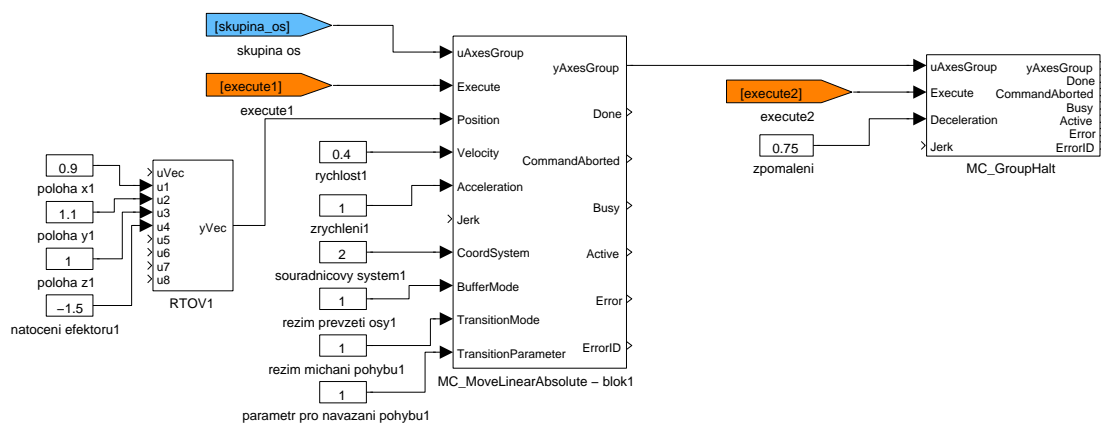 [skupina_os]
skupina os
[execute1]
execute1
0.9
poloha x1
1.1
poloha y1
1
poloha z1
−1.5
natoceni efektoru1
uVec
u1
u2
u3
u4
u5
u6
u7
u8
yVec
RTOV1
0.4
rychlost1
1
zrychleni1
2
souradnicovy system1
1
rezim prevzeti osy1
1
rezim michani pohybu1
1
parametr pro navazani pohybu1
uAxesGroup
Execute
Position
Velocity
Acceleration
Jerk
CoordSystem
BufferMode
TransitionMode
TransitionParameter
yAxesGroup
Done
CommandAborted
Busy
Active
Error
ErrorID
MC_MoveLinearAbsolute − blok1
[execute2]
execute2
0.75
zpomaleni
uAxesGroup
Execute
Deceleration
Jerk
yAxesGroup
Done
CommandAborted
Busy
Active
Error
ErrorID
MC_GroupHalt